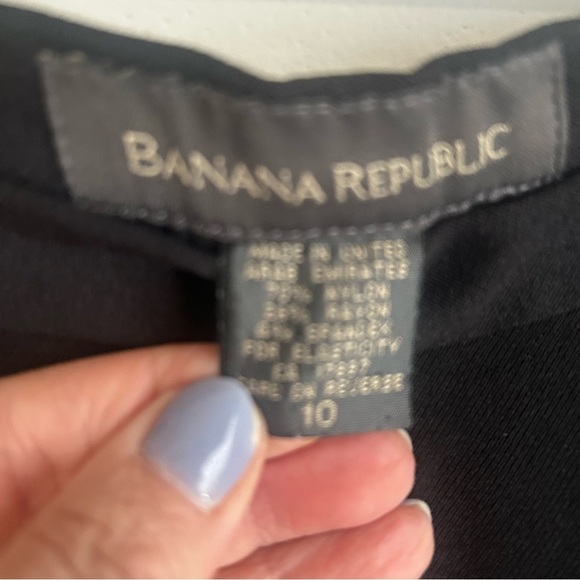 BANANA REPUBLIC
MADE IN UNITED
ARAB EMIRATES
NYLON
RAYON
SPANDEX
FOR ELASTICITY
CARE ON REVERSE
10